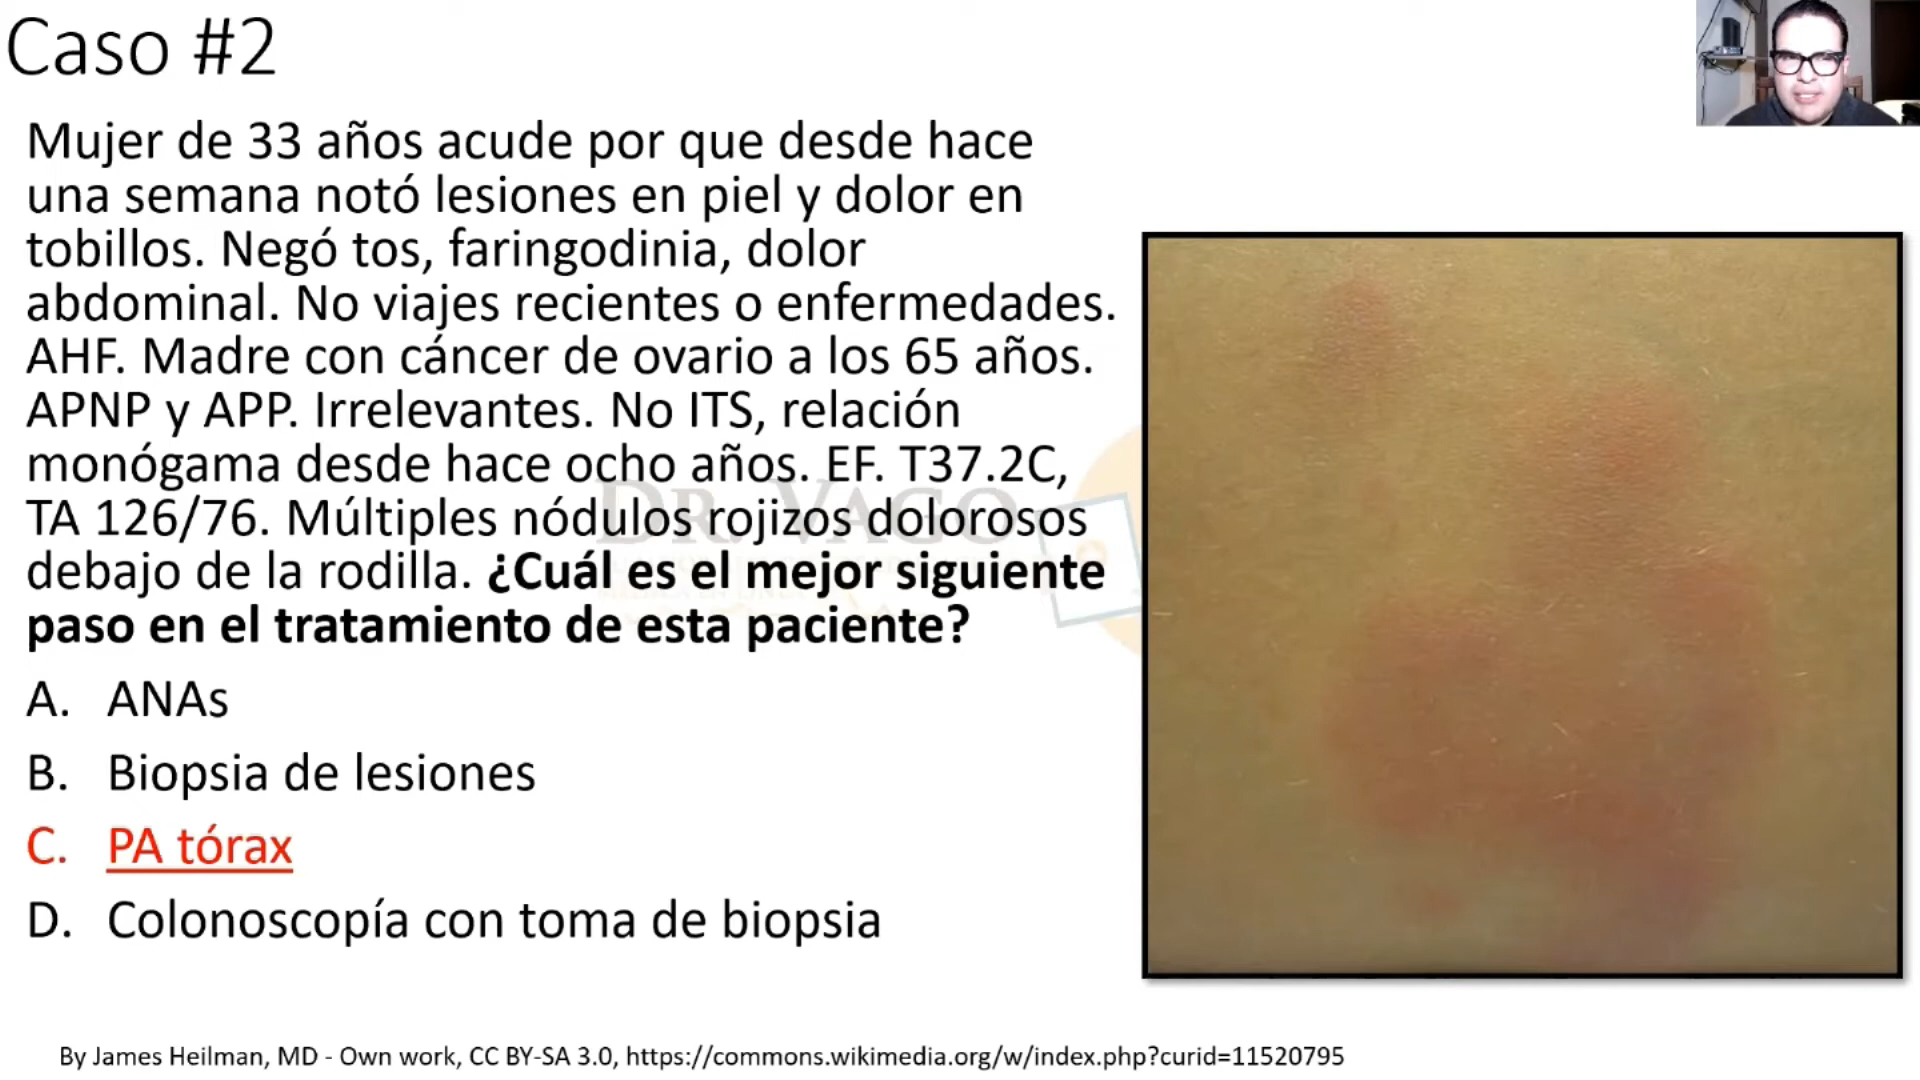 Caso #2
Mujer de 33 años acude por que desde hace
una semana notó lesiones en piel y dolor en
tobillos. Negó tos, faringodinia, dolor
abdominal. No viajes recientes o enfermedades.
AHF. Madre con cáncer de ovario a los 65 años.
APNP y APP. Irrelevantes. No ITS, relación
monógama desde hace ocho años. EF. T37.2C,
TA 126/76. Múltiples nódulos rojizos dolorosos
debajo de la rodilla. ¿Cuál es el mejor siguiente
paso en el tratamiento de esta paciente?
A. ANAs
B. Biopsia de lesiones
C. PA tórax
D. Colonoscopía con toma de biopsia
DR. VAGO
By James Heilman, MD - Own work, CC BY-SA 3.0, https://commons.wikimedia.org/w/index.php?curid=11520795